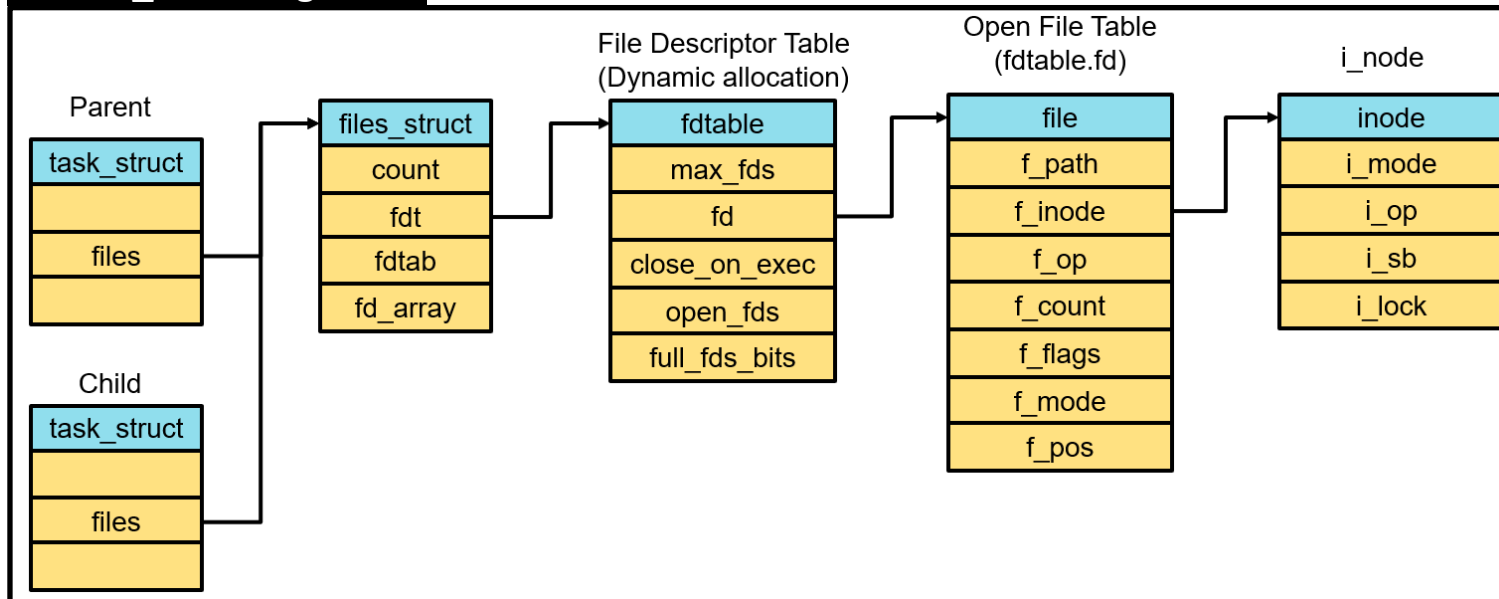 Parent
task_struct
files
Child
task_struct
files
files_struct
count
fdt
fdtab
fd_array
File Descriptor Table
(Dynamic allocation)
fdtable
max_fds
fd
close_on_exec
open_fds
full_fds_bits
Open File Table
(fdtable.fd)
file
f_path
f_inode
f_op
f_count
f_flags
f_mode
f_pos
i_node
inode
i_mode
i_op
i_sb
i_lock